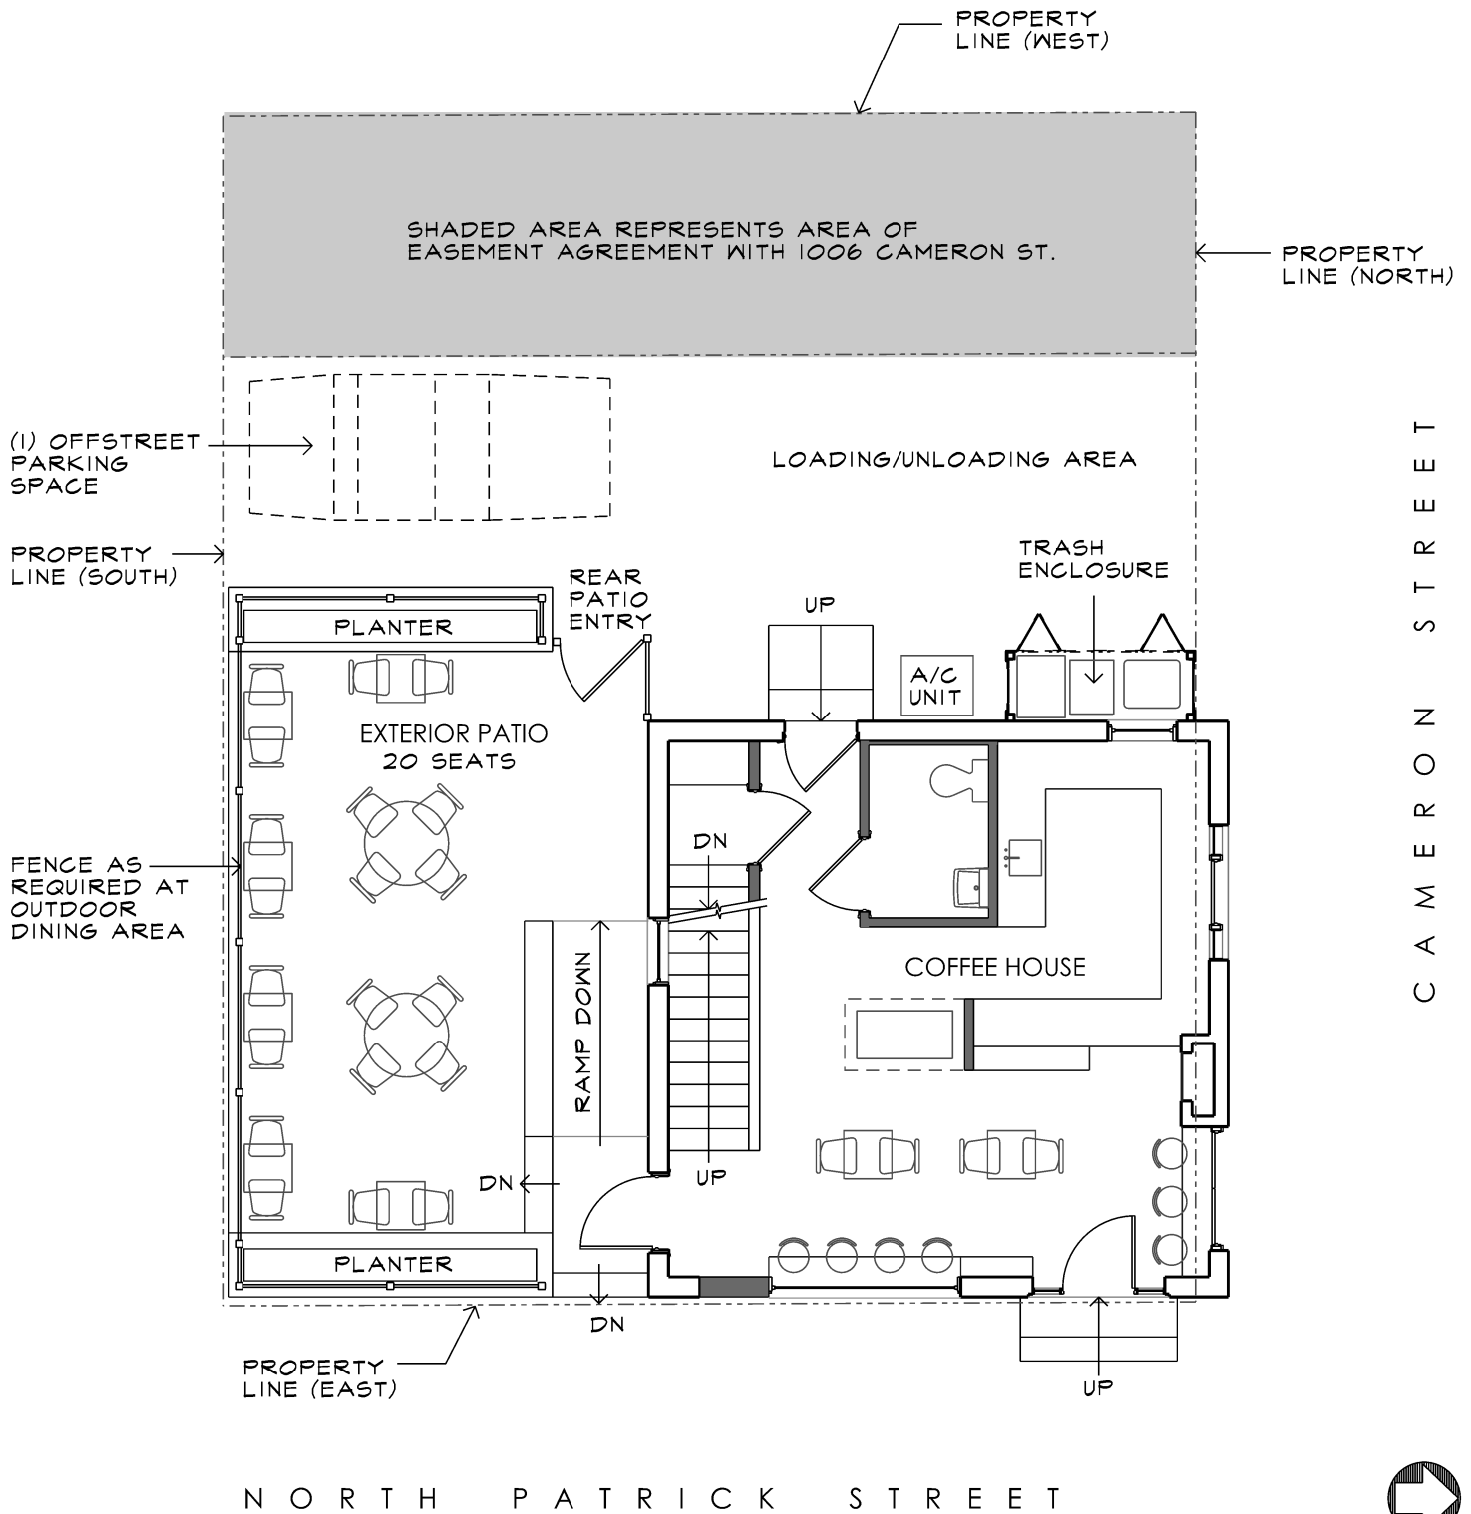 PROPERTY
LINE (WEST)
SHADED AREA REPRESENTS AREA OF
EASEMENT AGREEMENT WITH 1006 CAMERON ST.
PROPERTY
LINE (NORTH)
(1) OFFSTREET
PARKING
SPACE
LOADING/UNLOADING AREA
PROPERTY
LINE (SOUTH)
TRASH
ENCLOSURE
REAR
PATIO
ENTRY
UP
PLANTER
A/C
UNIT
EXTERIOR PATIO
20 SEATS
DN
FENCE AS
REQUIRED AT
OUTDOOR
DINING AREA
COFFEE HOUSE
RAMP DOWN
UP
DN
PLANTER
DN
UP
PROPERTY
LINE (EAST)
CAMERON STREET
NORTH PATRICK STREET